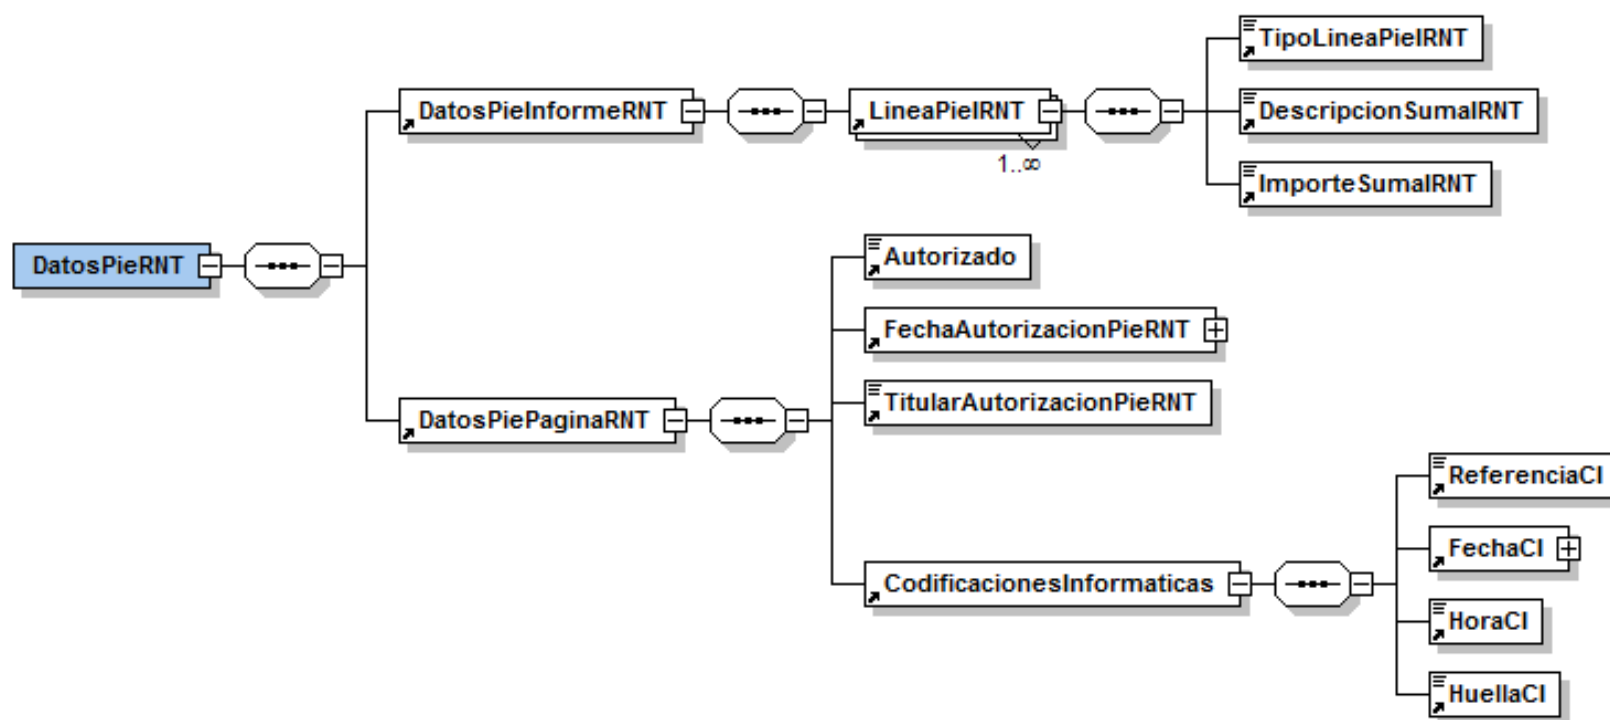 TipoLineaPieIRNT
DatosPieInformeRNT
LineaPieIRNT
DescripcionSumaIRNT
1..∞
ImporteSumaIRNT
DatosPieRNT
Autorizado
FechaAutorizacionPieRNT
TitularAutorizacionPieRNT
DatosPiePaginaRNT
ReferenciaCI
FechaCI
CodificacionesInformaticas
HoraCI
HuellaCI